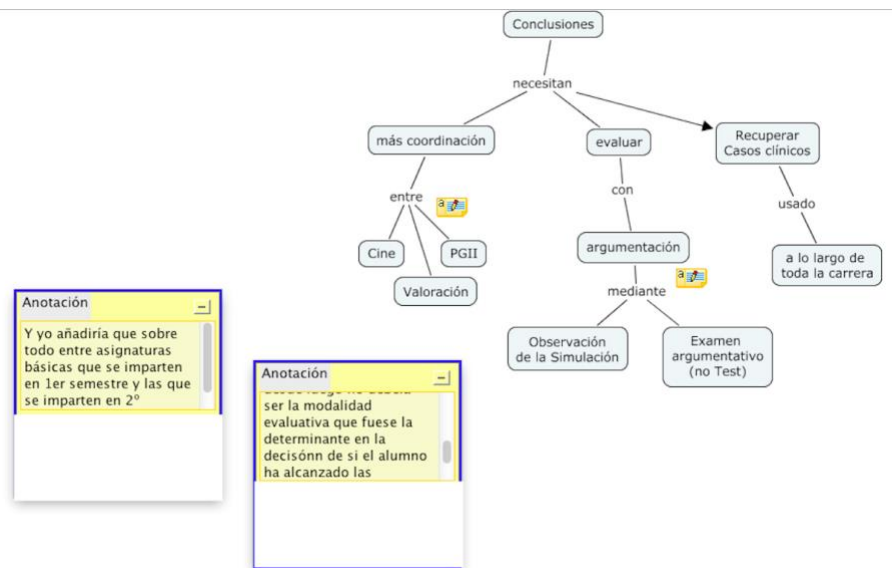 Conclusiones
necesitan
más coordinación
evaluar
Recuperar
Casos clínicos
entre
a
con
usado
Cine
PGII
Valoración
argumentación
a lo largo de
toda la carrera
a
mediante
Observación
de la Simulación
Examen
argumentativo
(no Test)
Anotación
Y yo añadiría que sobre
todo entre asignaturas
básicas que se imparten
en 1er semestre y las que
se imparten en 2º
Anotación
ser la modalidad
evaluativa que fuese la
determinante en la
decisónn de si el alumno
ha alcanzado las